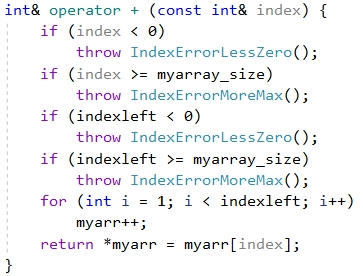 int& operator + (const int& index) {
    if (index < 0)
        throw IndexErrorLessZero();
    if (index >= myarray_size)
        throw IndexErrorMoreMax();
    if (indexleft < 0)
        throw IndexErrorLessZero();
    if (indexleft >= myarray_size)
        throw IndexErrorMoreMax();
    for (int i = 1; i < indexleft; i++)
        myarr++;
    return *myarr = myarr[index];
}